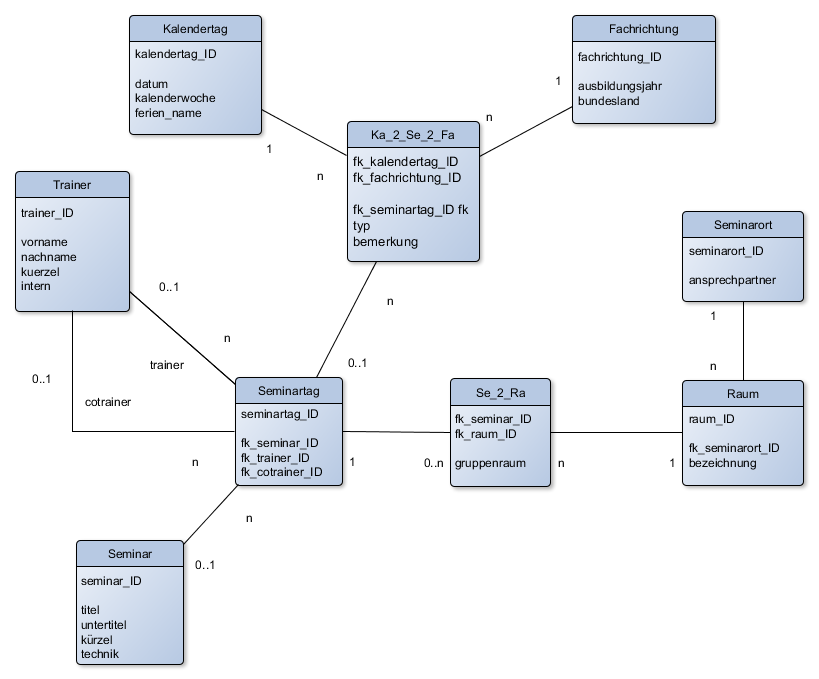 Kalendertag
kalendertag_ID
datum
kalenderwoche
ferien_name
1
n
Fachrichtung
fachrichtung_ID
ausbildungsjahr
bundesland
1
n
Ka_2_Se_2_Fa
fk_kalendertag_ID
fk_fachrichtung_ID
fk_seminartag_ID fk
typ
bemerkung
n
0..1
Trainer
trainer_ID
vorname
nachname
kuerzel
intern
0..1
n
trainer
0..1
cotrainer
n
Seminarort
seminarort_ID
ansprechpartner
1
n
Seminartag
seminartag_ID
fk_seminar_ID
fk_trainer_ID
fk_cotrainer_ID
1
0..n
Se_2_Ra
fk_seminar_ID
fk_raum_ID
gruppenraum
n
1
Raum
raum_ID
fk_seminarort_ID
bezeichnung
n
0..1
Seminar
seminar_ID
titel
untertitel
kürzel
technik